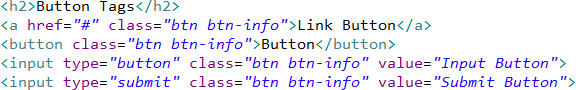 <h2>Button Tags</h2>
<a href="#" class="btn btn-info">Link Button</a>
<button class="btn btn-info">Button</button>
<input type="button" class="btn btn-info" value="Input Button">
<input type="submit" class="btn btn-info" value="Submit Button">